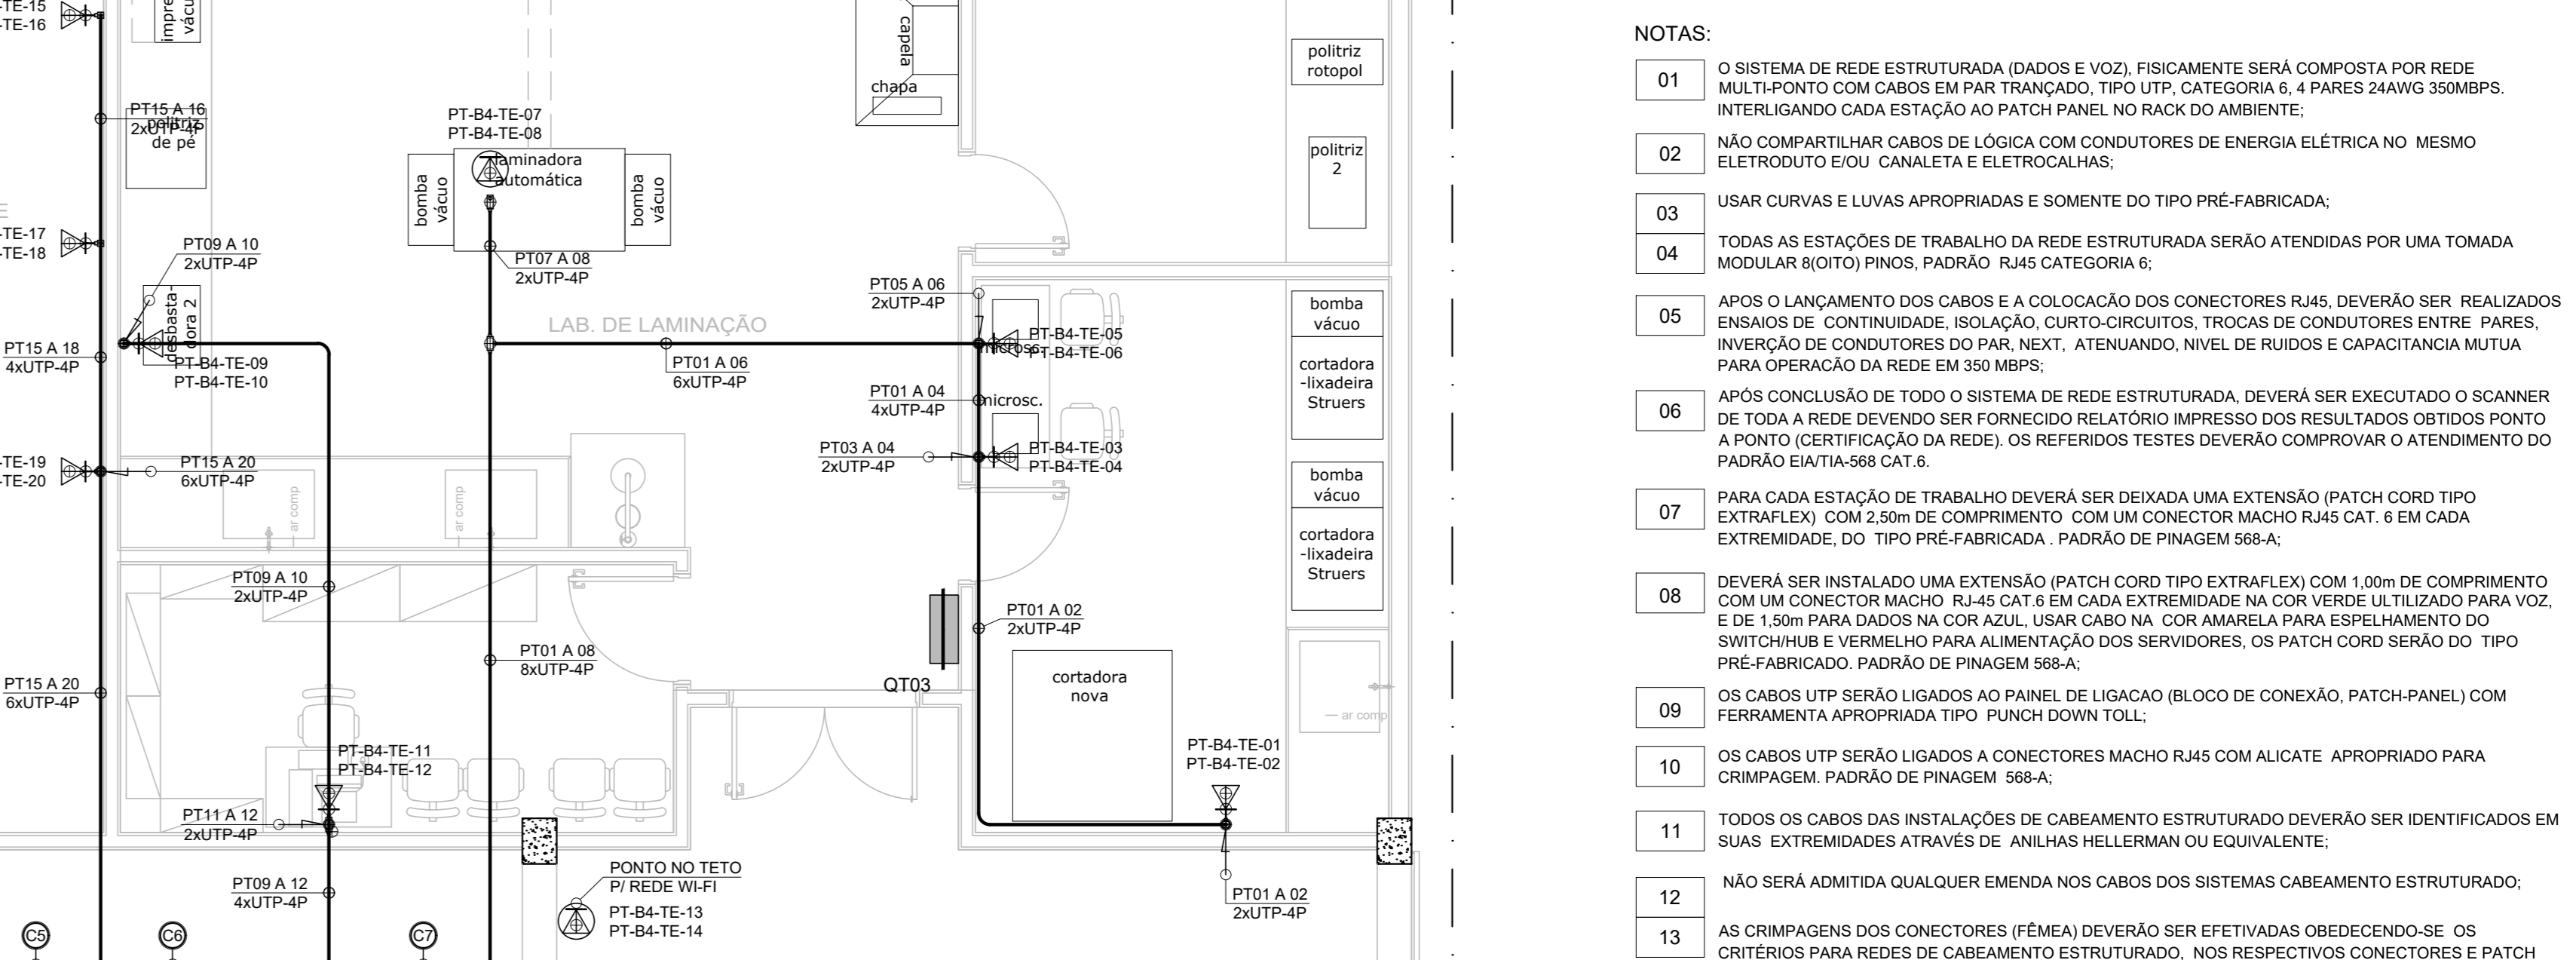 -TE-15
-TE-16
impre
vácu
PT15 A 16
2xUTP-4P
politriz
de pé
-TE-17
-TE-18
PT09 A 10
2xUTP-4P
desbasta-
dora 2
PT-B4-TE-09
PT-B4-TE-10
PT15 A 18
4xUTP-4P
-TE-19
-TE-20
PT15 A 20
6xUTP-4P
ar comp
ar comp
PT-B4-TE-07
PT-B4-TE-08
laminadora
automática
bomba
vácuo
bomba
vácuo
PT07 A 08
2xUTP-4P
LAB. DE LAMINAÇÃO
PT01 A 06
6xUTP-4P
capela
chapa
PT05 A 06
2xUTP-4P
PT-B4-TE-05
PT-B4-TE-06
microsc.
PT01 A 04
4xUTP-4P
microsc.
PT03 A 04
2xUTP-4P
PT-B4-TE-03
PT-B4-TE-04
politriz
rotopol
politriz
2
bomba
vácuo
cortadora
-lixadeira
Struers
bomba
vácuo
cortadora
-lixadeira
Struers
PT09 A 10
2xUTP-4P
PT01 A 02
2xUTP-4P
PT01 A 08
8xUTP-4P
QT03
cortadora
nova
ar comp
PT15 A 20
6xUTP-4P
PT-B4-TE-11
PT-B4-TE-12
PT-B4-TE-01
PT-B4-TE-02
PT11 A 12
2xUTP-4P
PT09 A 12
4xUTP-4P
PONTO NO TETO
P/ REDE WI-FI
PT-B4-TE-13
PT-B4-TE-14
PT01 A 02
2xUTP-4P
C5
C6
C7
NOTAS:
01
O SISTEMA DE REDE ESTRUTURADA (DADOS E VOZ), FISICAMENTE SERÁ COMPOSTA POR REDE
MULTI-PONTO COM CABOS EM PAR TRANÇADO, TIPO UTP, CATEGORIA 6, 4 PARES 24AWG 350MBPS.
INTERLIGANDO CADA ESTAÇÃO AO PATCH PANEL NO RACK DO AMBIENTE;
02
NÃO COMPARTILHAR CABOS DE LÓGICA COM CONDUTORES DE ENERGIA ELÉTRICA NO MESMO
ELETRODUTO E/OU CANALETA E ELETROCALHAS;
03
USAR CURVAS E LUVAS APROPRIADAS E SOMENTE DO TIPO PRÉ-FABRICADA;
04
TODAS AS ESTAÇÕES DE TRABALHO DA REDE ESTRUTURADA SERÃO ATENDIDAS POR UMA TOMADA
MODULAR 8(OITO) PINOS, PADRÃO RJ45 CATEGORIA 6;
05
APOS O LANÇAMENTO DOS CABOS E A COLOCACÃO DOS CONECTORES RJ45, DEVERÃO SER REALIZADOS
ENSAIOS DE CONTINUIDADE, ISOLAÇÃO, CURTO-CIRCUITOS, TROCAS DE CONDUTORES ENTRE PARES,
INVERÇÃO DE CONDUTORES DO PAR, NEXT, ATENUANDO, NIVEL DE RUIDOS E CAPACITANCIA MUTUA
PARA OPERACÃO DA REDE EM 350 MBPS;
06
APÓS CONCLUSÃO DE TODO O SISTEMA DE REDE ESTRUTURADA, DEVERÁ SER EXECUTADO O SCANNER
DE TODA A REDE DEVENDO SER FORNECIDO RELATÓRIO IMPRESSO DOS RESULTADOS OBTIDOS PONTO
A PONTO (CERTIFICAÇÃO DA REDE). OS REFERIDOS TESTES DEVERÃO COMPROVAR O ATENDIMENTO DO
PADRÃO EIA/TIA-568 CAT.6.
07
PARA CADA ESTAÇÃO DE TRABALHO DEVERÁ SER DEIXADA UMA EXTENSÃO (PATCH CORD TIPO
EXTRAFLEX) COM 2,50m DE COMPRIMENTO COM UM CONECTOR MACHO RJ45 CAT. 6 EM CADA
EXTREMIDADE, DO TIPO PRÉ-FABRICADA . PADRÃO DE PINAGEM 568-A;
08
DEVERÁ SER INSTALADO UMA EXTENSÃO (PATCH CORD TIPO EXTRAFLEX) COM 1,00m DE COMPRIMENTO
COM UM CONECTOR MACHO RJ-45 CAT.6 EM CADA EXTREMIDADE NA COR VERDE ULTILIZADO PARA VOZ,
E DE 1,50m PARA DADOS NA COR AZUL, USAR CABO NA COR AMARELA PARA ESPELHAMENTO DO
SWITCH/HUB E VERMELHO PARA ALIMENTAÇÃO DOS SERVIDORES, OS PATCH CORD SERÃO DO TIPO
PRÉ-FABRICADO. PADRÃO DE PINAGEM 568-A;
09
OS CABOS UTP SERÃO LIGADOS AO PAINEL DE LIGACAO (BLOCO DE CONEXÃO, PATCH-PANEL) COM
FERRAMENTA APROPRIADA TIPO PUNCH DOWN TOLL;
10
OS CABOS UTP SERÃO LIGADOS A CONECTORES MACHO RJ45 COM ALICATE APROPRIADO PARA
CRIMPAGEM. PADRÃO DE PINAGEM 568-A;
11
TODOS OS CABOS DAS INSTALAÇÕES DE CABEAMENTO ESTRUTURADO DEVERÃO SER IDENTIFICADOS EM
SUAS EXTREMIDADES ATRAVÉS DE ANILHAS HELLERMAN OU EQUIVALENTE;
12
NÃO SERÁ ADMITIDA QUALQUER EMENDA NOS CABOS DOS SISTEMAS CABEAMENTO ESTRUTURADO;
13
AS CRIMPAGENS DOS CONECTORES (FÊMEA) DEVERÃO SER EFETIVADAS OBEDECENDO-SE OS
CRITÉRIOS PARA REDES DE CABEAMENTO ESTRUTURADO, NOS RESPECTIVOS CONECTORES E PATCH